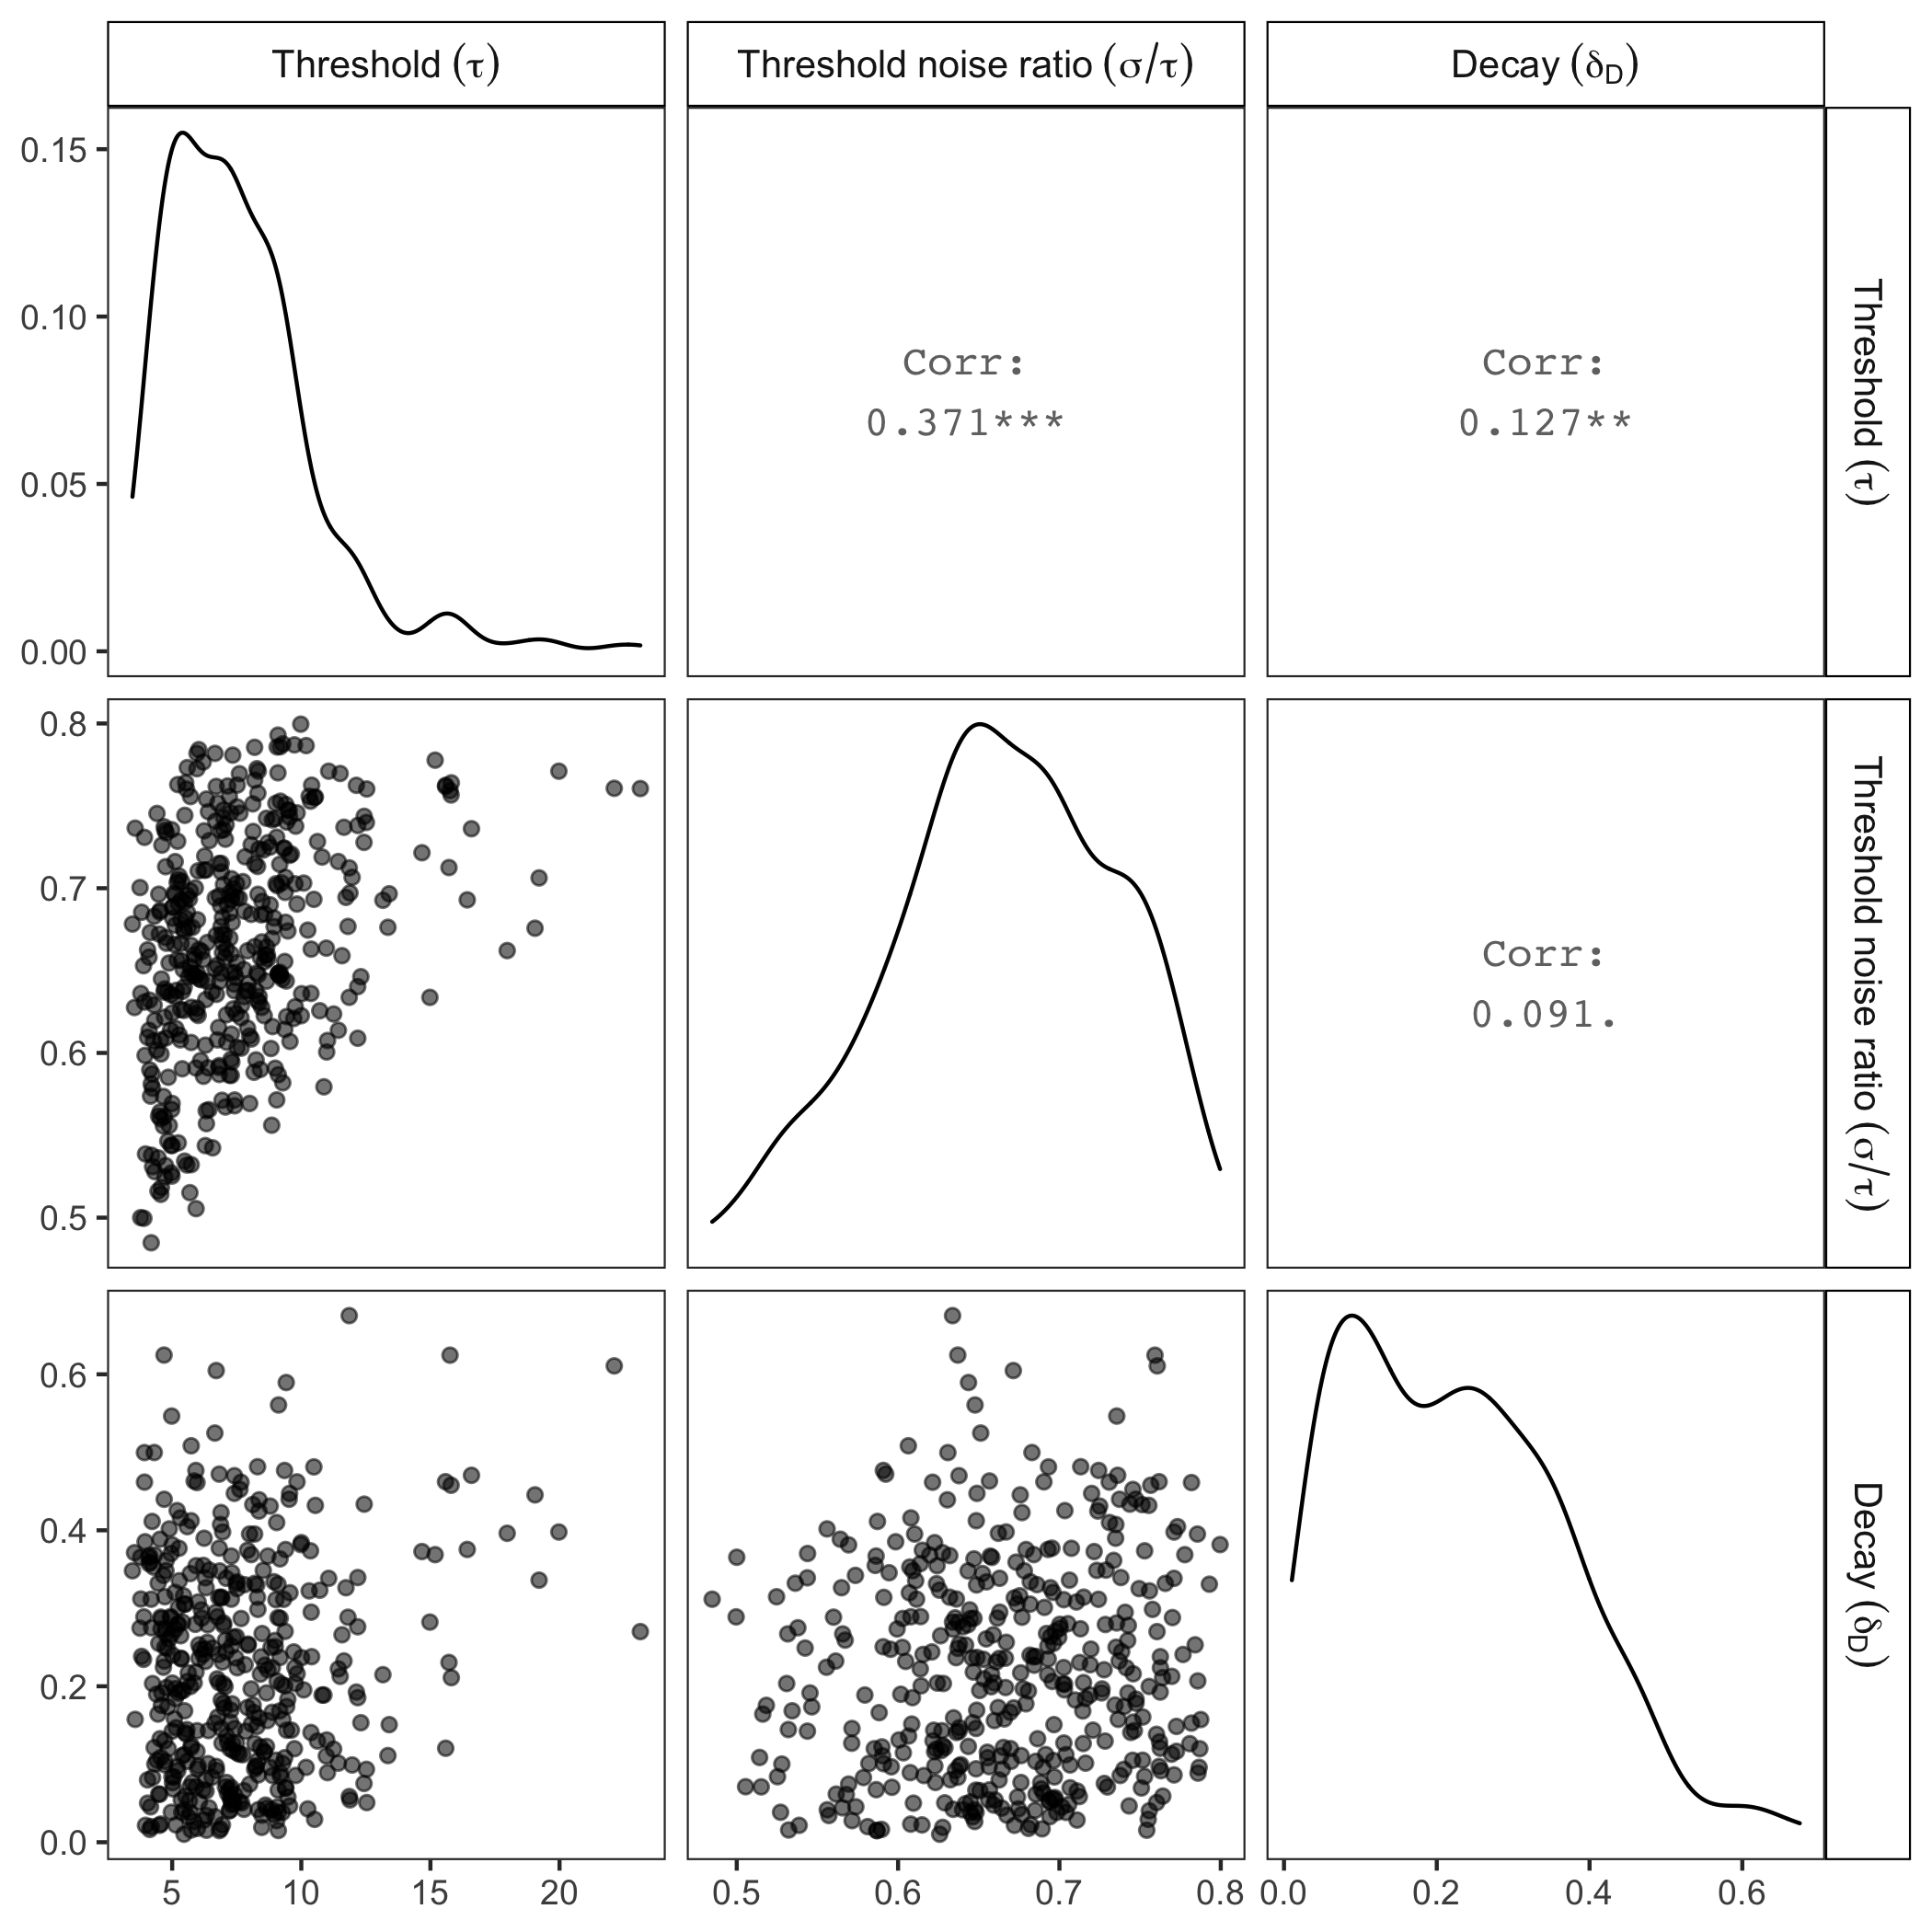 Threshold (τ)
Threshold noise ratio (σ/τ)
Decay (δD)
0.15
0.10
0.05
0.00
Corr:
0.371***
Corr:
0.127**
Threshold (τ)
0.8
0.7
0.6
0.5
Corr:
0.091.
Threshold noise ratio (σ/τ)
0.6
0.4
0.2
0.0
Decay (δD)
5 10 15 20
0.5 0.6 0.7 0.8
0.0 0.2 0.4 0.6